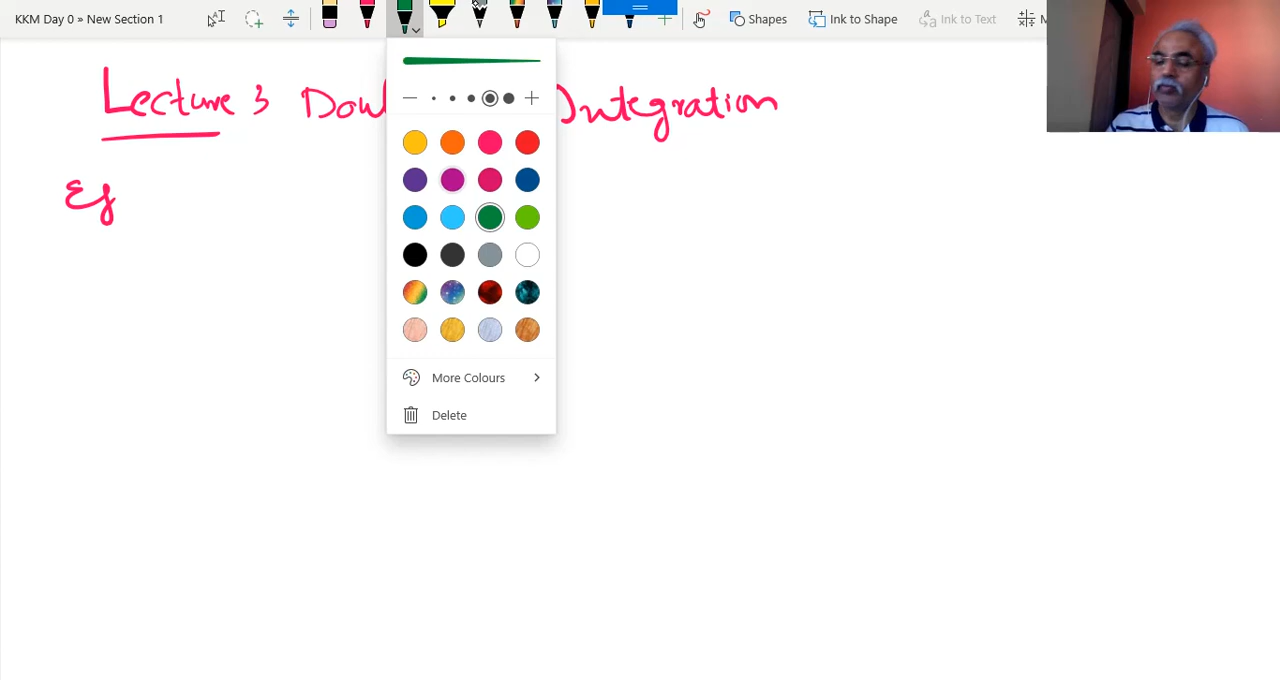 KKM Day 0 » New Section 1
Shapes
Ink to Shape
Ink to Text
M
Lecture 3 Dou Integration
Eg
More Colours
Delete